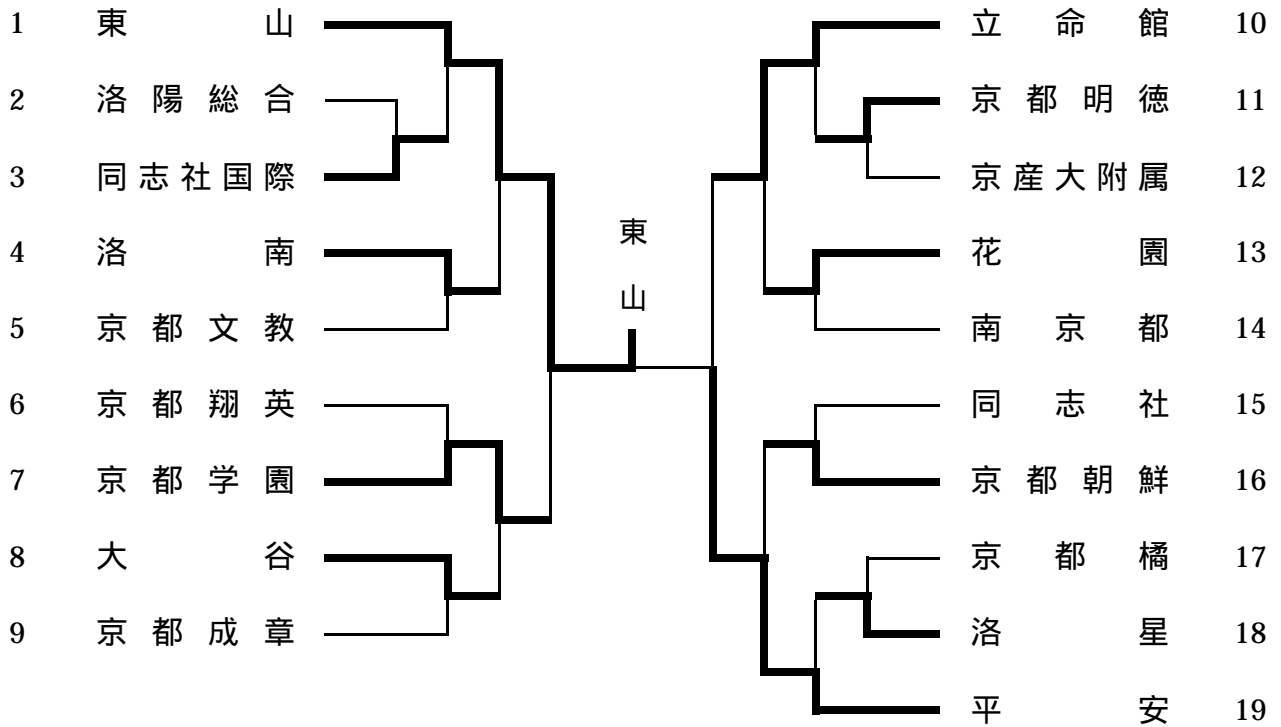 1 東山
2 洛陽総合
3 同志社国際
4 洛南
5 京都文教
6 京都翔英
7 京都学園
8 大谷
9 京都成章
東山
立命館 10
京都明徳 11
京産大附属 12
花園 13
南京都 14
同志社 15
京都朝鮮 16
京都橘 17
洛星 18
平安 19